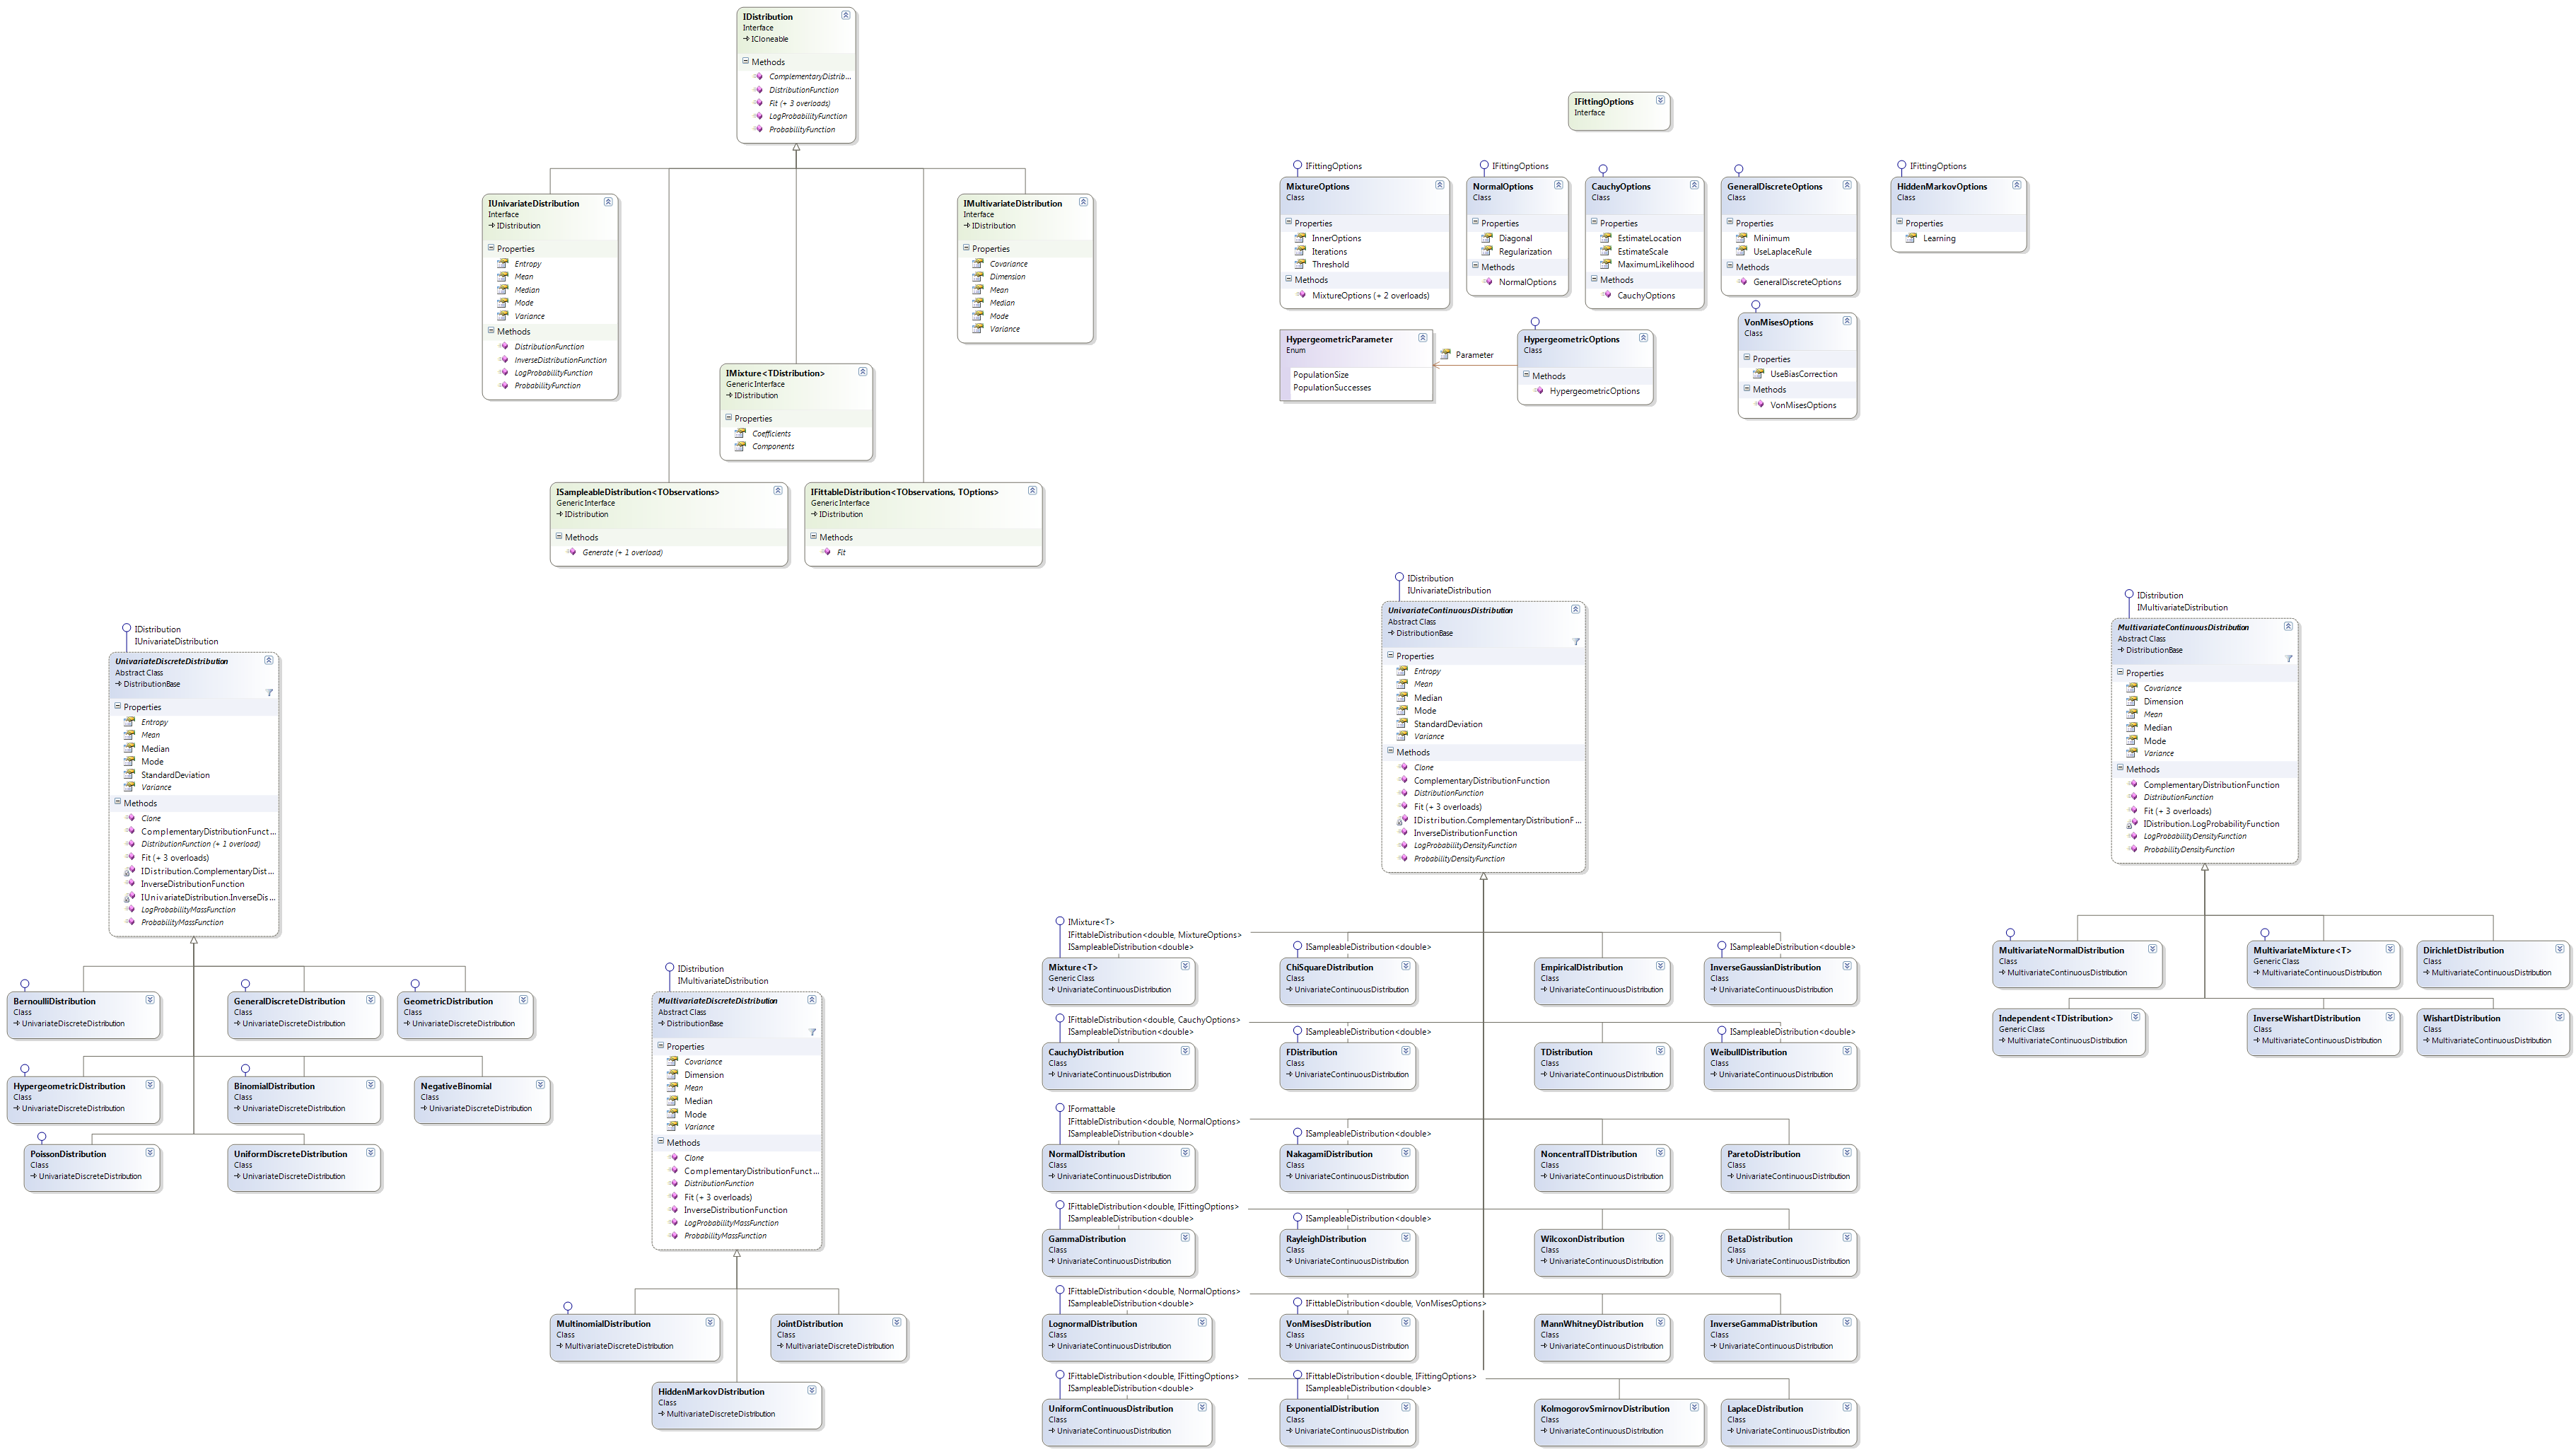 IDistribution
Interface
ICloneable
Methods
ComplementaryDistrib...
DistributionFunction
Fit (+ 3 overloads)
LogProbabilityFunction
ProbabilityFunction
IUnivariateDistribution
Interface
IDistribution
Properties
Entropy
Mean
Median
Mode
Variance
Methods
DistributionFunction
InverseDistributionFunction
LogProbabilityFunction
ProbabilityFunction
IMultivariateDistribution
Interface
IDistribution
Properties
Covariance
Dimension
Mean
Median
Mode
Variance
IMixture<TDistribution>
Generic Interface
IDistribution
Properties
Coefficients
Components
ISampleableDistribution<TObservations>
Generic Interface
IDistribution
Methods
Generate (+ 1 overload)
IFittableDistribution<TObservations, TOptions>
Generic Interface
IDistribution
Methods
Fit
IFittingOptions
Interface
IFittingOptions
MixtureOptions
Class
Properties
InnerOptions
Iterations
Threshold
Methods
MixtureOptions (+ 2 overloads)
IFittingOptions
NormalOptions
Class
Properties
Diagonal
Regularization
Methods
NormalOptions
CauchyOptions
Class
Properties
EstimateLocation
EstimateScale
MaximumLikelihood
Methods
CauchyOptions
GeneralDiscreteOptions
Class
Properties
Minimum
UseLaplaceRule
Methods
GeneralDiscreteOptions
IFittingOptions
HiddenMarkovOptions
Class
Properties
Learning
HypergeometricParameter
Enum
PopulationSize
PopulationSuccesses
Parameter
HypergeometricOptions
Class
Methods
HypergeometricOptions
VonMisesOptions
Class
Properties
UseBiasCorrection
Methods
VonMisesOptions
IDistribution
IUnivariateDistribution
UnivariateDiscreteDistribution
Abstract Class
DistributionBase
Properties
Entropy
Mean
Median
Mode
StandardDeviation
Variance
Methods
Clone
ComplementaryDistributionFunct...
DistributionFunction (+ 1 overload)
Fit (+ 3 overloads)
IDistribution.ComplementaryDist...
InverseDistributionFunction
IUnivariateDistribution.InverseDis...
LogProbabilityMassFunction
ProbabilityMassFunction
BernoulliDistribution
Class
UnivariateDiscreteDistribution
GeneralDiscreteDistribution
Class
UnivariateDiscreteDistribution
GeometricDistribution
Class
UnivariateDiscreteDistribution
HypergeometricDistribution
Class
UnivariateDiscreteDistribution
BinomialDistribution
Class
UnivariateDiscreteDistribution
NegativeBinomial
Class
UnivariateDiscreteDistribution
PoissonDistribution
Class
UnivariateDiscreteDistribution
UniformDiscreteDistribution
Class
UnivariateDiscreteDistribution
IDistribution
IMultivariateDistribution
MultivariateDiscreteDistribution
Abstract Class
DistributionBase
Properties
Covariance
Dimension
Mean
Median
Mode
Variance
Methods
Clone
ComplementaryDistributionFunct...
DistributionFunction
Fit (+ 3 overloads)
InverseDistributionFunction
LogProbabilityMassFunction
ProbabilityMassFunction
MultinomialDistribution
Class
MultivariateDiscreteDistribution
JointDistribution
Class
MultivariateDiscreteDistribution
HiddenMarkovDistribution
Class
MultivariateDiscreteDistribution
IDistribution
IUnivariateDistribution
UnivariateContinuousDistribution
Abstract Class
DistributionBase
Properties
Entropy
Mean
Median
Mode
StandardDeviation
Variance
Methods
Clone
ComplementaryDistributionFunction
DistributionFunction
Fit (+ 3 overloads)
IDistribution.ComplementaryDistributionF...
InverseDistributionFunction
LogProbabilityDensityFunction
ProbabilityDensityFunction
IMixture<T>
IFittableDistribution<double, MixtureOptions>
ISampleableDistribution<double>
Mixture<T>
Generic Class
UnivariateContinuousDistribution
ISampleableDistribution<double>
ChiSquareDistribution
Class
UnivariateContinuousDistribution
EmpiricalDistribution
Class
UnivariateContinuousDistribution
ISampleableDistribution<double>
InverseGaussianDistribution
Class
UnivariateContinuousDistribution
IFittableDistribution<double, CauchyOptions>
ISampleableDistribution<double>
CauchyDistribution
Class
UnivariateContinuousDistribution
ISampleableDistribution<double>
FDistribution
Class
UnivariateContinuousDistribution
TDistribution
Class
UnivariateContinuousDistribution
ISampleableDistribution<double>
WeibullDistribution
Class
UnivariateContinuousDistribution
IFormattable
IFittableDistribution<double, NormalOptions>
ISampleableDistribution<double>
NormalDistribution
Class
UnivariateContinuousDistribution
ISampleableDistribution<double>
NakagamiDistribution
Class
UnivariateContinuousDistribution
NoncentralTDistribution
Class
UnivariateContinuousDistribution
ParetoDistribution
Class
UnivariateContinuousDistribution
IFittableDistribution<double, IFittingOptions>
ISampleableDistribution<double>
GammaDistribution
Class
UnivariateContinuousDistribution
ISampleableDistribution<double>
RayleighDistribution
Class
UnivariateContinuousDistribution
WilcoxonDistribution
Class
UnivariateContinuousDistribution
BetaDistribution
Class
UnivariateContinuousDistribution
IFittableDistribution<double, NormalOptions>
ISampleableDistribution<double>
LognormalDistribution
Class
UnivariateContinuousDistribution
IFittableDistribution<double, VonMisesOptions>
VonMisesDistribution
Class
UnivariateContinuousDistribution
MannWhitneyDistribution
Class
UnivariateContinuousDistribution
InverseGammaDistribution
Class
UnivariateContinuousDistribution
IFittableDistribution<double, IFittingOptions>
ISampleableDistribution<double>
UniformContinuousDistribution
Class
UnivariateContinuousDistribution
IFittableDistribution<double, IFittingOptions>
ISampleableDistribution<double>
ExponentialDistribution
Class
UnivariateContinuousDistribution
KolmogorovSmirnovDistribution
Class
UnivariateContinuousDistribution
LaplaceDistribution
Class
UnivariateContinuousDistribution
IDistribution
IMultivariateDistribution
MultivariateContinuousDistribution
Abstract Class
DistributionBase
Properties
Covariance
Dimension
Mean
Median
Mode
Variance
Methods
ComplementaryDistributionFunction
DistributionFunction
Fit (+ 3 overloads)
IDistribution.LogProbabilityFunction
LogProbabilityDensityFunction
ProbabilityDensityFunction
MultivariateNormalDistribution
Class
MultivariateContinuousDistribution
MultivariateMixture<T>
Generic Class
MultivariateContinuousDistribution
DirichletDistribution
Class
MultivariateContinuousDistribution
Independent<TDistribution>
Generic Class
MultivariateContinuousDistribution
InverseWishartDistribution
Class
MultivariateContinuousDistribution
WishartDistribution
Class
MultivariateContinuousDistribution